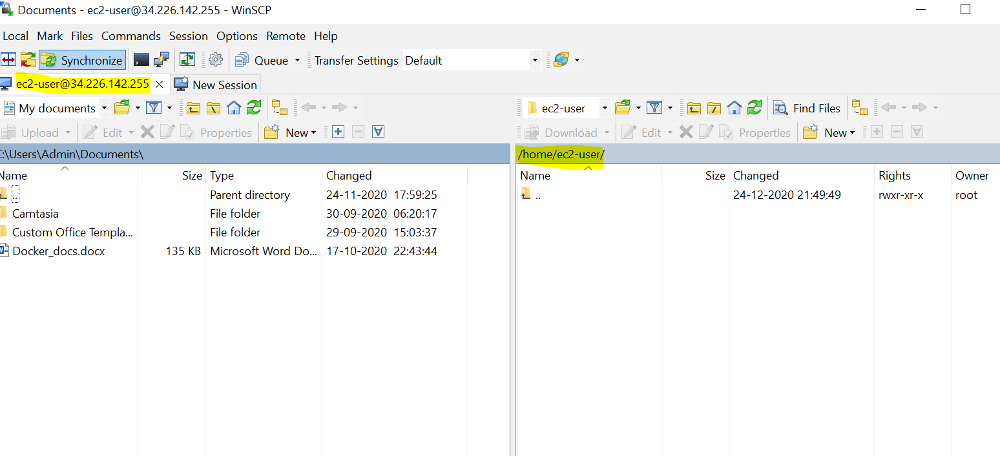 Documents - ec2-user@34.226.142.255 - WinSCP
Local Mark Files Commands Session Options Remote Help
Synchronize Queue Transfer Settings Default
ec2-user@34.226.142.255 New Session
My documents ec2-user Find Files
Upload Edit Properties New Download Edit Properties New
:\Users\Admin\Documents\ /home/ec2-user/
Name Size Type Changed Name Size Changed Rights Owner
.. Parent directory 24-11-2020 17:59:25 .. 24-12-2020 21:49:49 rwxr-xr-x root
Camtasia File folder 30-09-2020 06:20:17
Custom Office Templa... File folder 29-09-2020 15:03:37
Docker_docs.docx 135 KB Microsoft Word Do... 17-10-2020 22:43:44